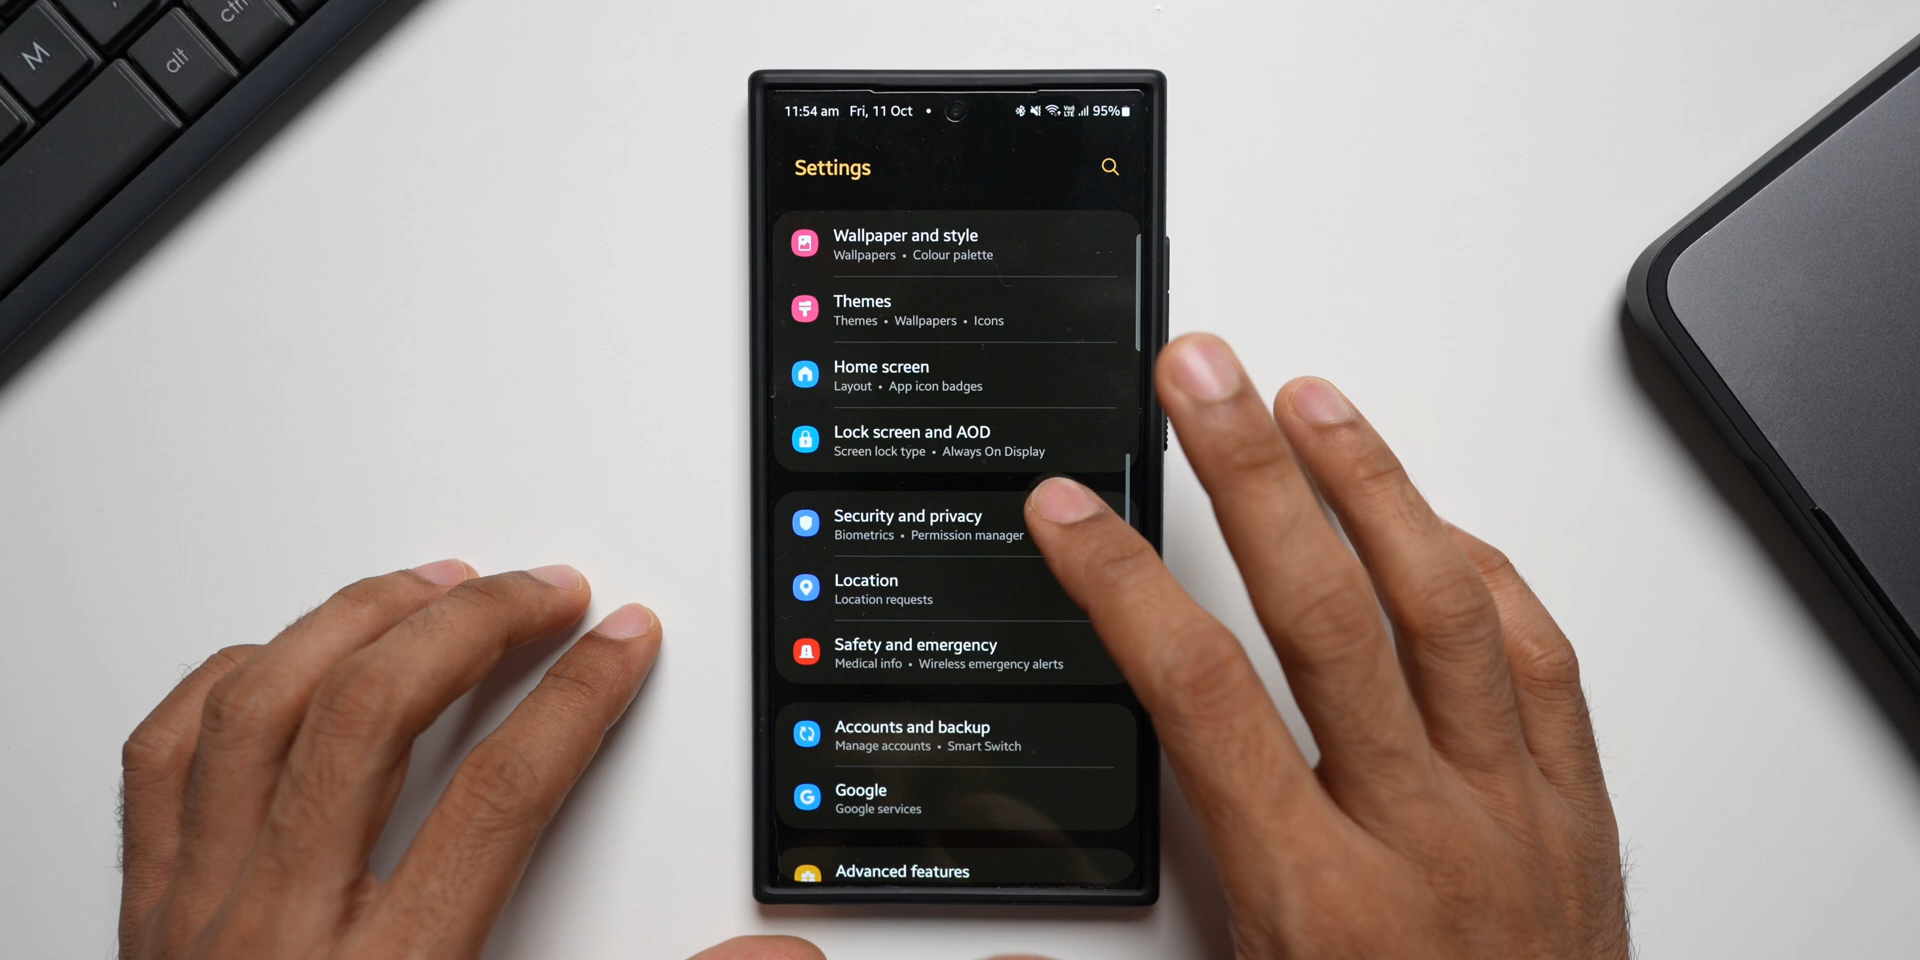 M
alt
ctrl
11:54 am Fri, 11 Oct • 95%
Settings
Wallpaper and style
Wallpapers • Colour palette
Themes
Themes • Wallpapers • Icons
Home screen
Layout • App icon badges
Lock screen and AOD
Screen lock type • Always On Display
Security and privacy
Biometrics • Permission manager
Location
Location requests
Safety and emergency
Medical info • Wireless emergency alerts
Accounts and backup
Manage accounts • Smart Switch
G Google
Google services
Advanced features